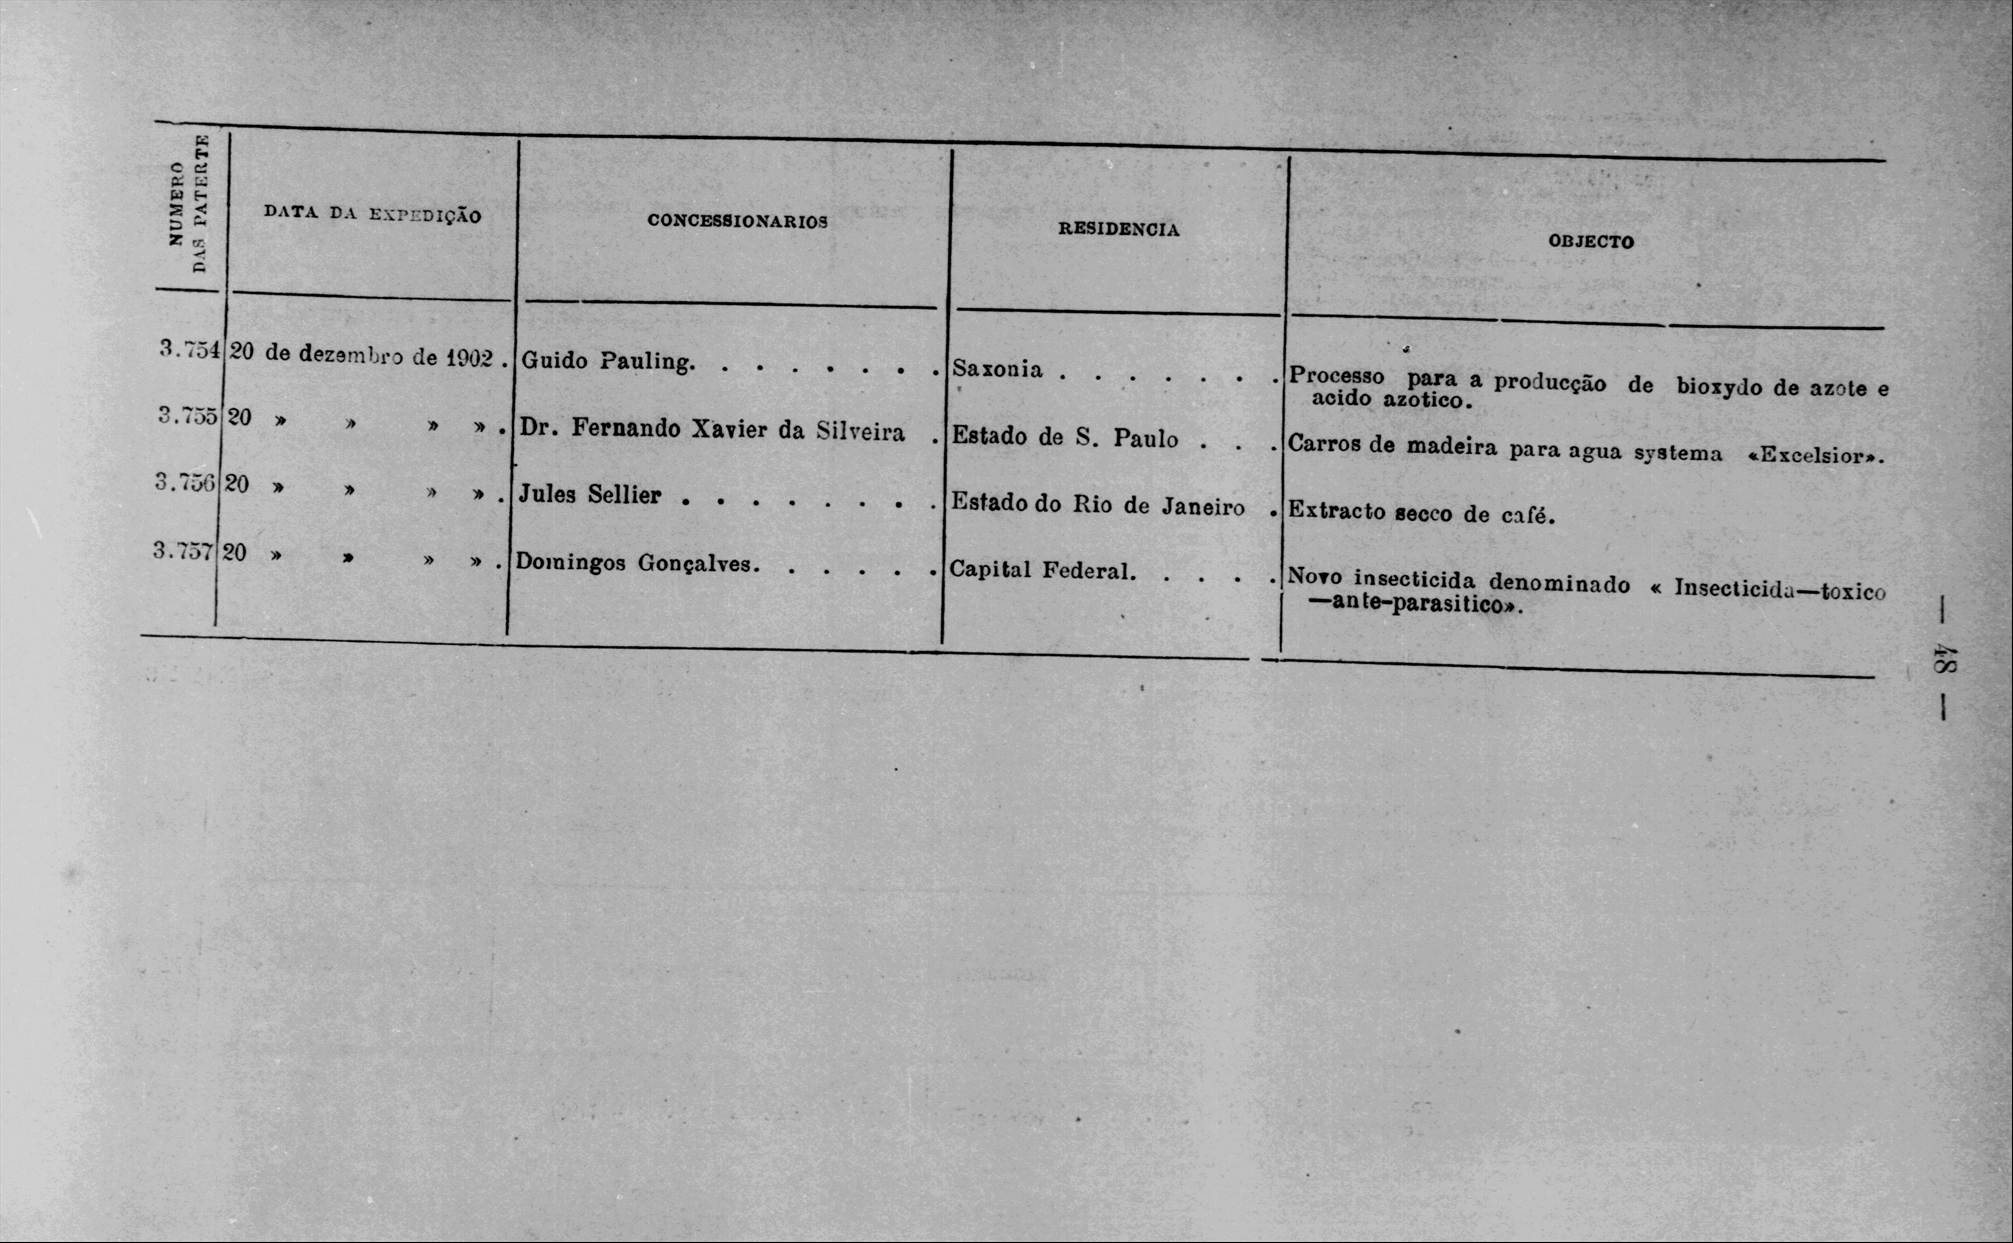 NUMERO
DAS PATERTE
DATA DA EXPEDIÇÃO
CONCESSIONARIOS
RESIDENCIA
OBJECTO
3.754 20 de dezembro de 1902 . Guido Pauling. . . . . . . . Saxonia . . . . . . . Processo para a producção de bioxydo de azote e
acido azotico.
3.755 20 » » » » . Dr. Fernando Xavier da Silveira . Estado de S. Paulo . . . Carros de madeira para agua systema «Excelsior».
3.756 20 » » » » . Jules Sellier . . . . . . . . Estado do Rio de Janeiro . Extracto secco de café.
3.757 20 » » » » . Domingos Gonçalves. . . . . . Capital Federal. . . . . Novo insecticida denominado « Insecticida—toxico
—ante-parasitico».
— 48 —